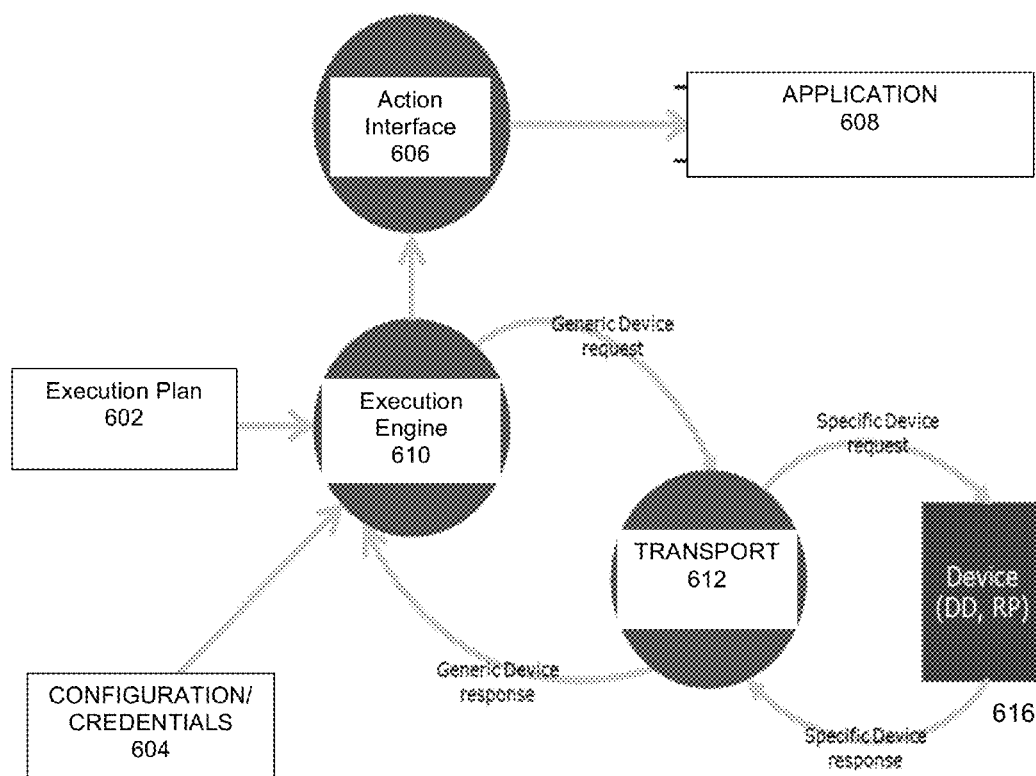 Action
Interface
606
APPLICATION
608
Generic Device
request
Execution Plan
602
Execution
Engine
610
Specific Device
request
TRANSPORT
612
Device
(DD, RP)
616
Generic Device
response
CONFIGURATION/
CREDENTIALS
604
Specific Device
response